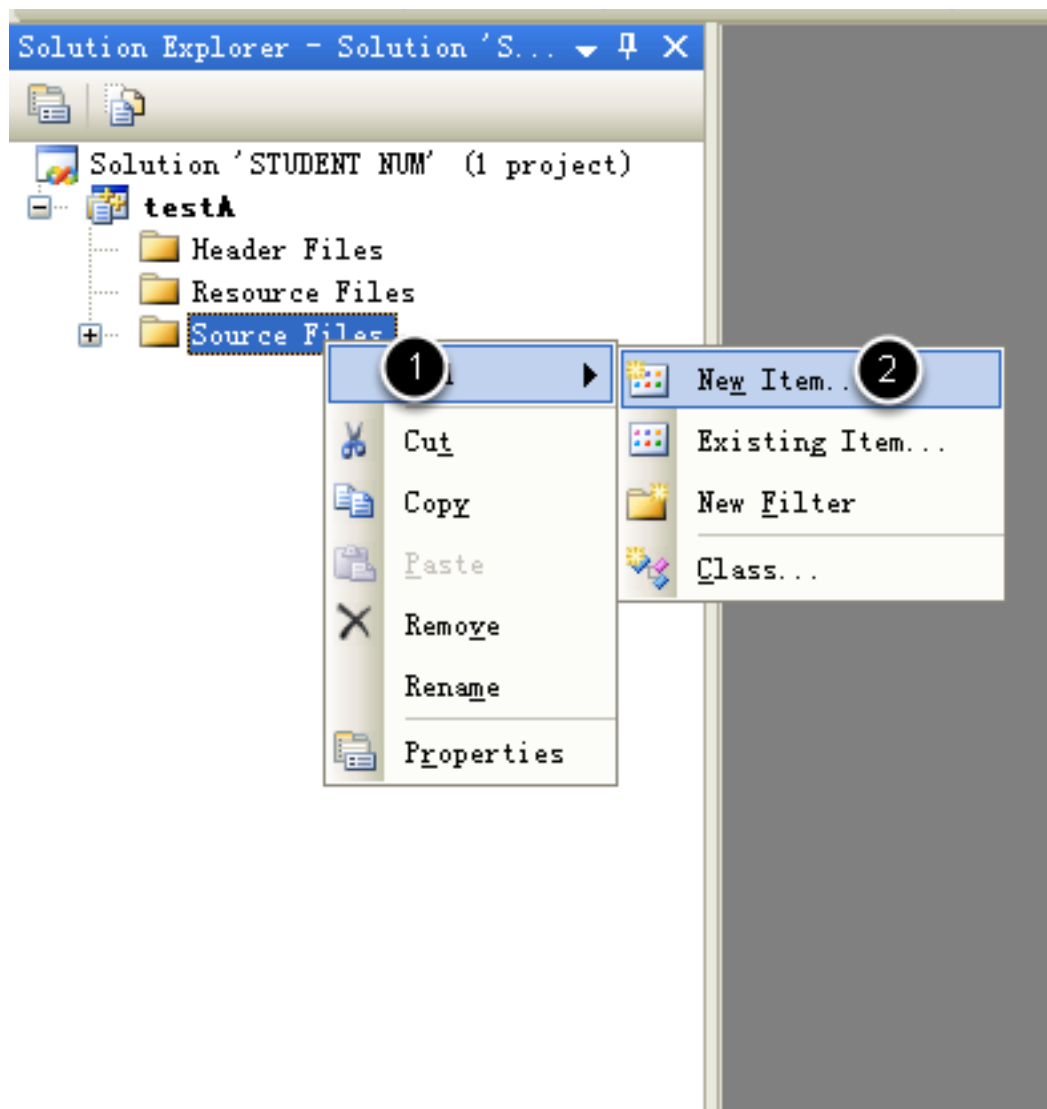 Solution Explorer - Solution 'S...
Solution 'STUDENT NUM' (1 project)
testA
Header Files
Resource Files
Source Files
1
2
New Item..
Cut
Existing Item...
Copy
New Filter
Paste
Class...
Remove
Rename
Properties